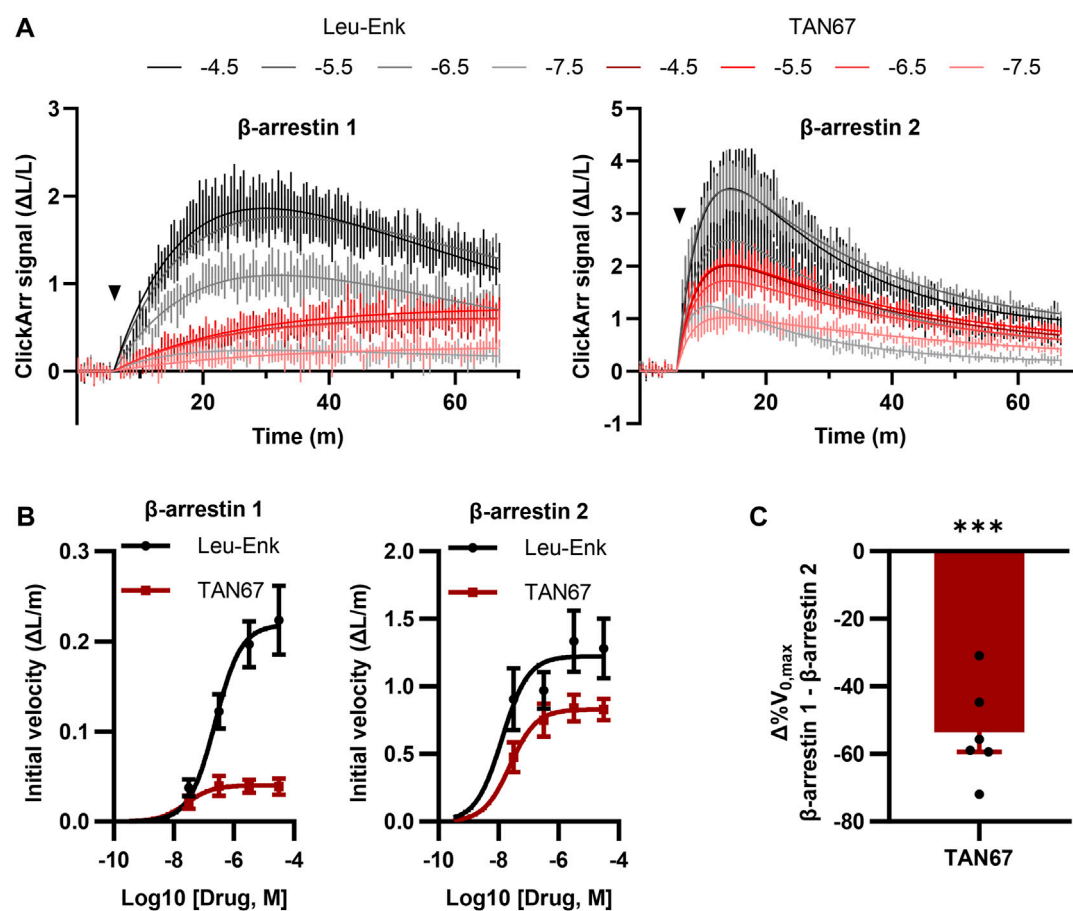 A
Leu-Enk TAN67
-4.5 -5.5 -6.5 -7.5 -4.5 -5.5 -6.5 -7.5
β-arrestin 1
ClickArr signal (ΔL/L)
3
2
1
0
20 40 60
Time (m)
β-arrestin 2
ClickArr signal (ΔL/L)
5
4
3
2
1
0
-1
20 40 60
Time (m)
B
β-arrestin 1
Leu-Enk
TAN67
Initial velocity (ΔL/m)
0.3
0.2
0.1
0.0
-10 -8 -6 -4
Log10 [Drug, M]
β-arrestin 2
Leu-Enk
TAN67
Initial velocity (ΔL/m)
2.0
1.5
1.0
0.5
0.0
-10 -8 -6 -4
Log10 [Drug, M]
C
***
Δ%V0,max
β-arrestin 1 - β-arrestin 2
0
-20
-40
-60
-80
TAN67